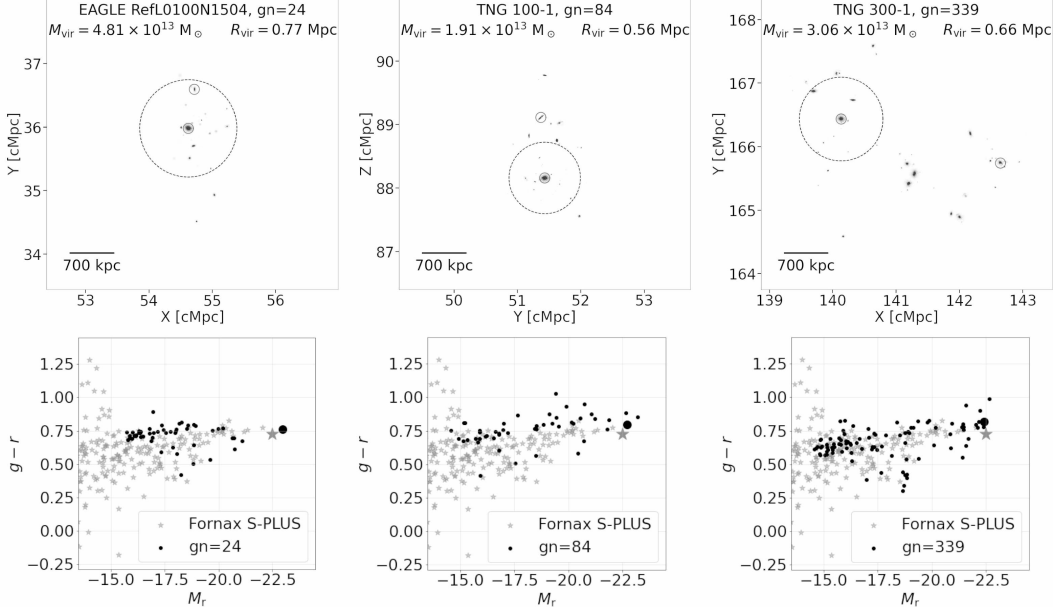 EAGLE RefL0100N1504, gn=24
M_vir = 4.81 × 10^13 M_⊙ R_vir = 0.77 Mpc
37
36
35
34
Y [cMpc]
700 kpc
53 54 55 56
X [cMpc]
TNG 100-1, gn=84
M_vir = 1.91 × 10^13 M_⊙ R_vir = 0.56 Mpc
90
89
88
87
Z [cMpc]
700 kpc
50 51 52 53
Y [cMpc]
TNG 300-1, gn=339
M_vir = 3.06 × 10^13 M_⊙ R_vir = 0.66 Mpc
168
167
166
165
164
Y [cMpc]
700 kpc
139 140 141 142 143
X [cMpc]
1.25
1.00
0.75
0.50
0.25
0.00
−0.25
g − r
Fornax S-PLUS
gn=24
−15.0 −17.5 −20.0 −22.5
M_r
1.25
1.00
0.75
0.50
0.25
0.00
−0.25
g − r
Fornax S-PLUS
gn=84
−15.0 −17.5 −20.0 −22.5
M_r
1.25
1.00
0.75
0.50
0.25
0.00
−0.25
g − r
Fornax S-PLUS
gn=339
−15.0 −17.5 −20.0 −22.5
M_r